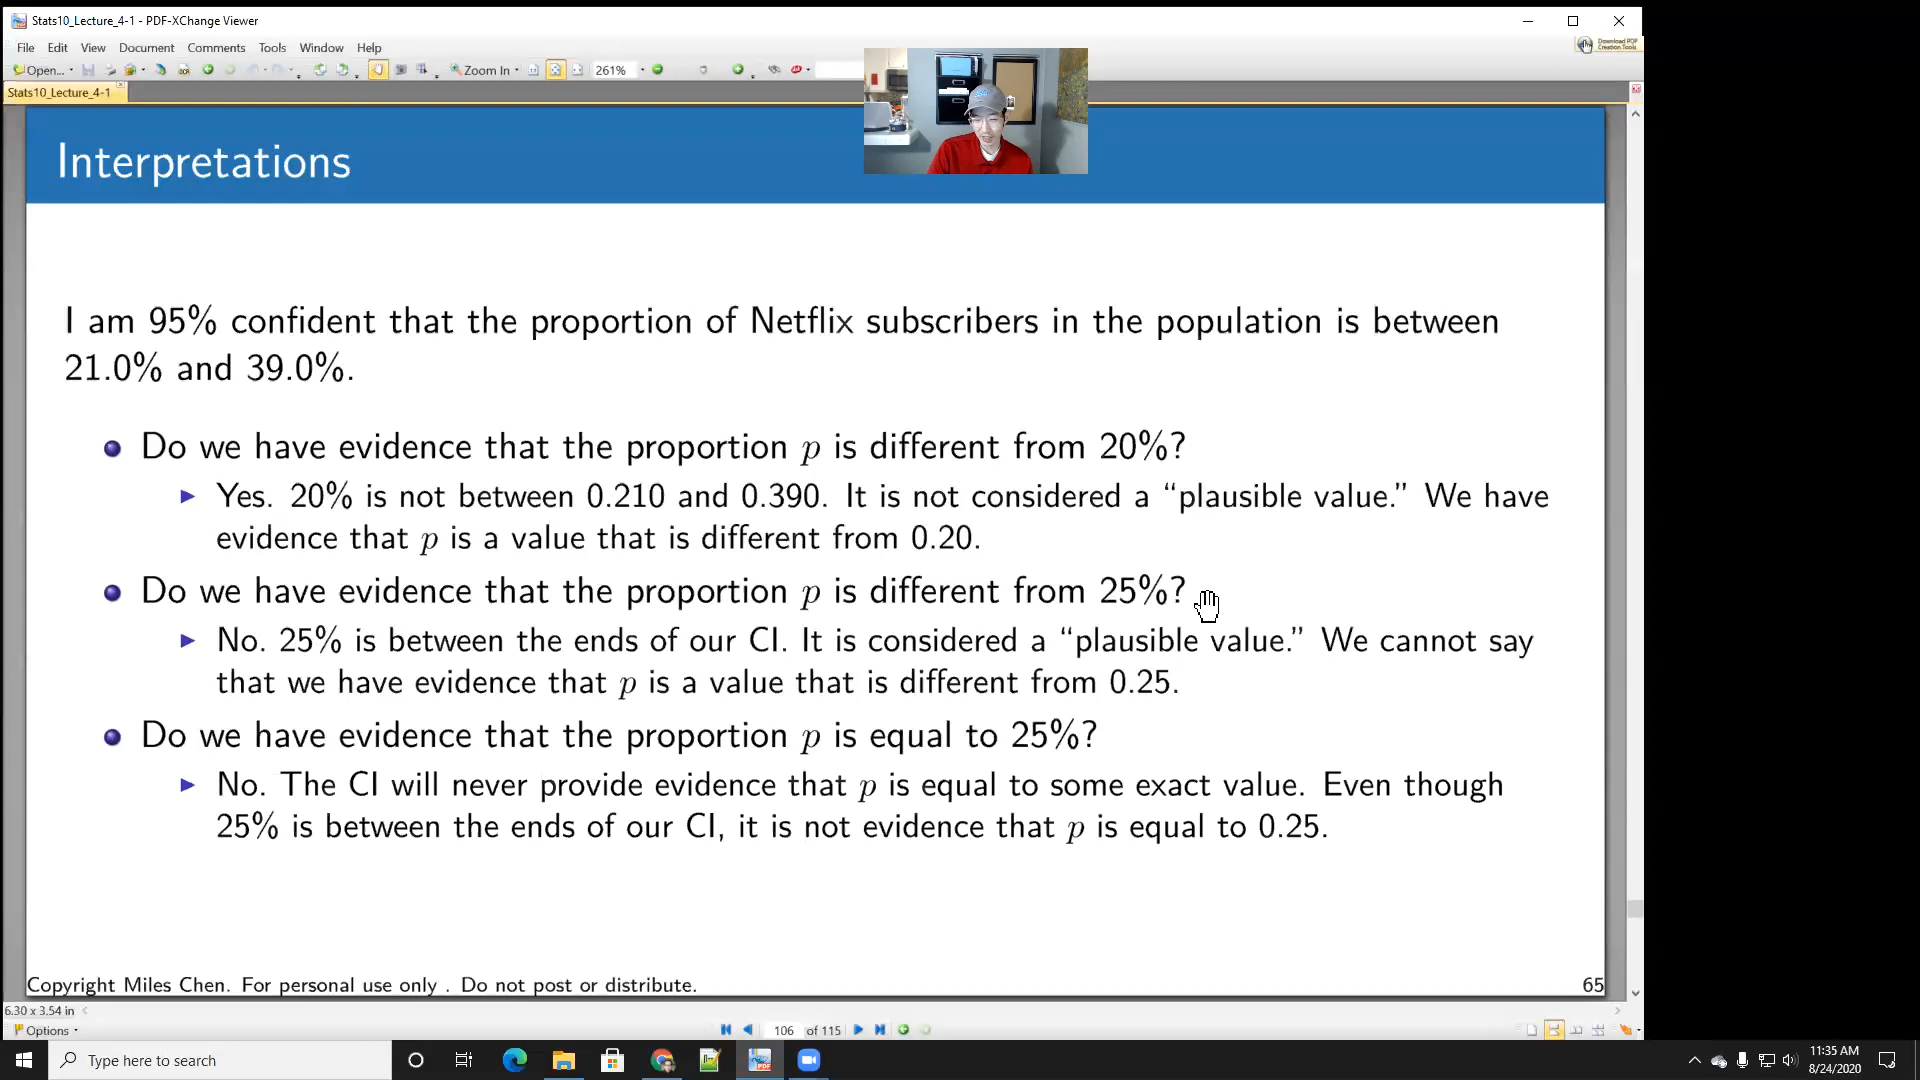 Stats10_Lecture_4-1 - PDF-XChange Viewer
File Edit View Document Comments Tools Window Help
Download PDF Creation Tools
Open... Zoom In 261%
Stats10_Lecture_4-1
Interpretations
I am 95% confident that the proportion of Netflix subscribers in the population is between
21.0% and 39.0%.
Do we have evidence that the proportion p is different from 20%?
Yes. 20% is not between 0.210 and 0.390. It is not considered a “plausible value.” We have
evidence that p is a value that is different from 0.20.
Do we have evidence that the proportion p is different from 25%?
No. 25% is between the ends of our CI. It is considered a “plausible value.” We cannot say
that we have evidence that p is a value that is different from 0.25.
Do we have evidence that the proportion p is equal to 25%?
No. The CI will never provide evidence that p is equal to some exact value. Even though
25% is between the ends of our CI, it is not evidence that p is equal to 0.25.
Copyright Miles Chen. For personal use only . Do not post or distribute. 65
6.30 x 3.54 in
Options 106 of 115
Type here to search
11:35 AM
8/24/2020